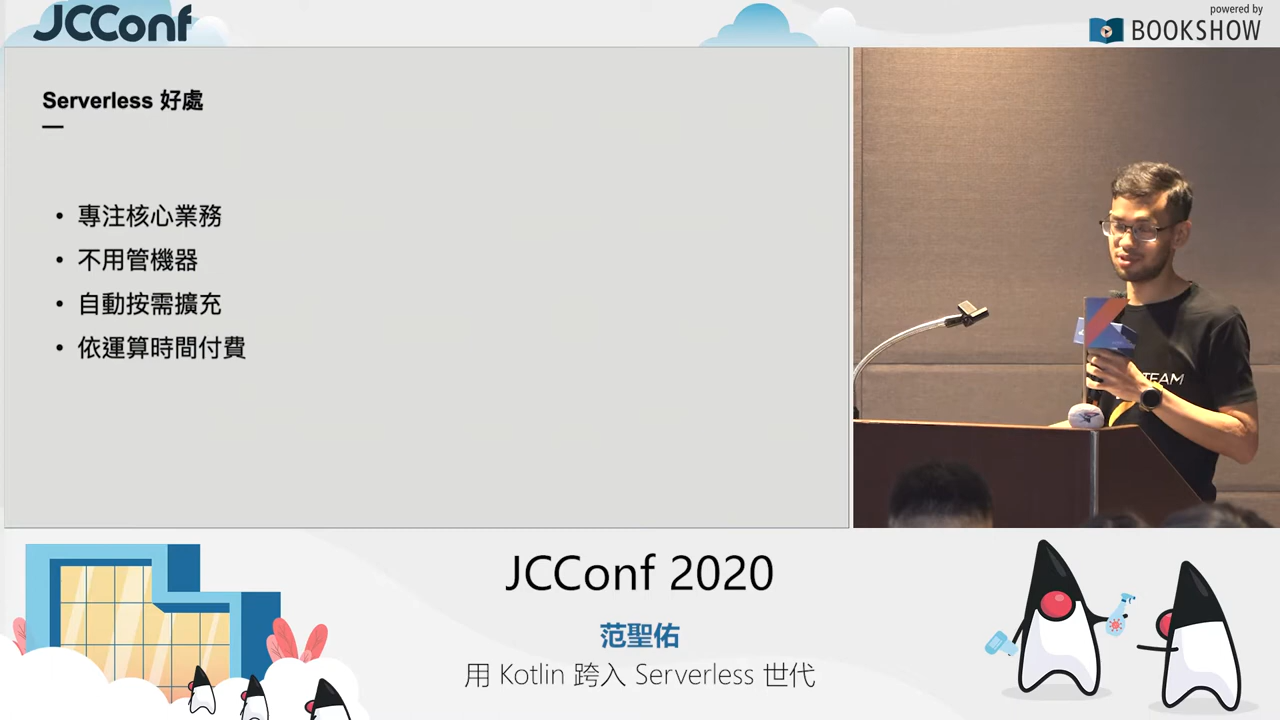 JCConf
powered by
BOOKSHOW
Serverless 好處
• 專注核心業務
• 不用管機器
• 自動按需擴充
• 依運算時間付費
TEAM
JCConf 2020
范聖佑
用 Kotlin 跨入 Serverless 世代